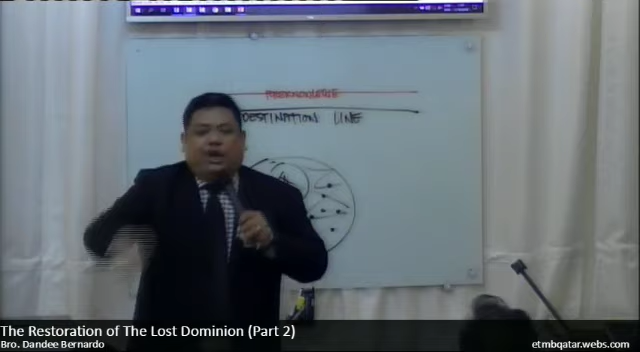 DESTINATION LINE
The Restoration of The Lost Dominion (Part 2)
Bro. Dandee Bernardo
etmbqatar.webs.com